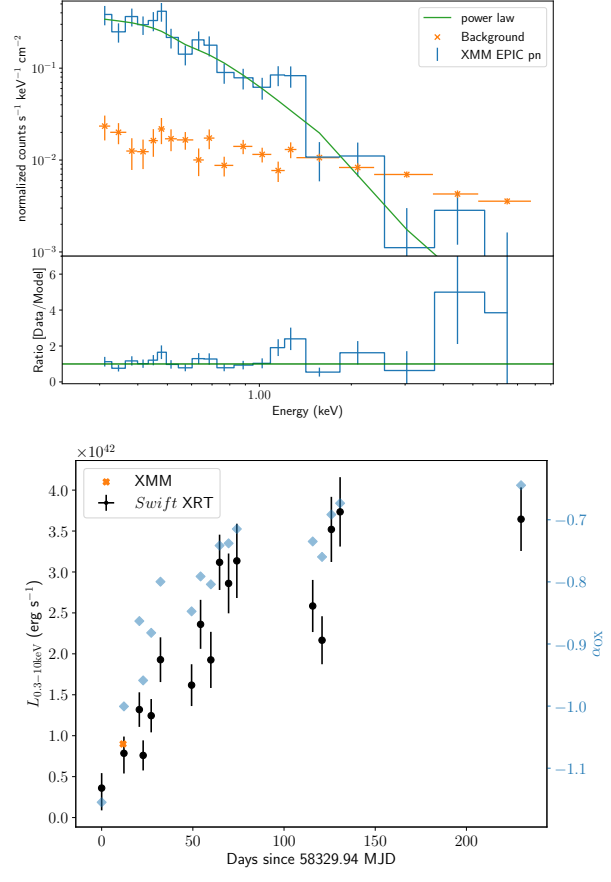 power law
Background
XMM EPIC pn
normalized counts s⁻¹ keV⁻¹ cm⁻²
10⁻¹
10⁻²
10⁻³
Ratio [Data/Model]
6
4
2
0
1.00
Energy (keV)
×10⁴²
XMM
Swift XRT
L₀.₃₋₁₀ₖₑᵥ (erg s⁻¹)
4.0
3.5
3.0
2.5
2.0
1.5
1.0
0.5
0.0
−0.7
−0.8
−0.9
−1.0
−1.1
αOX
0
50
100
150
200
Days since 58329.94 MJD